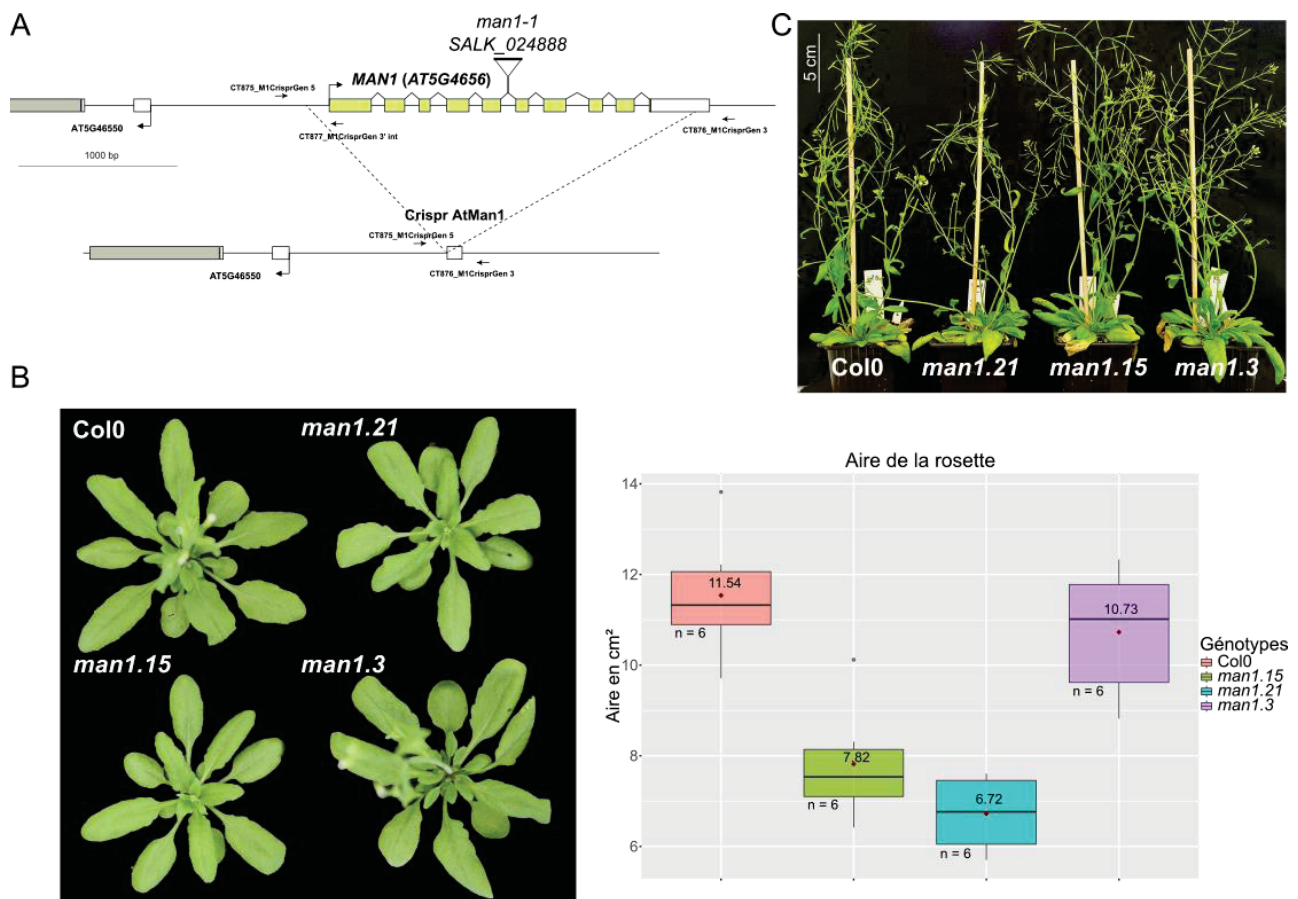 A
man1-1
SALK_024888
MAN1 (AT5G4656)
CT875_M1CrisprGen 5
AT5G46550
CT877_M1CrisprGen 3' int
CT876_M1CrisprGen 3
1000 bp
Crispr AtMan1
CT875_M1CrisprGen 5
AT5G46550
CT876_M1CrisprGen 3
C
5 cm
Col0
man1.21
man1.15
man1.3
B
Col0
man1.21
man1.15
man1.3
Aire de la rosette
Aire en cm²
14
12
10
8
6
11.54
n = 6
7.82
n = 6
6.72
n = 6
10.73
n = 6
Génotypes
Col0
man1.15
man1.21
man1.3